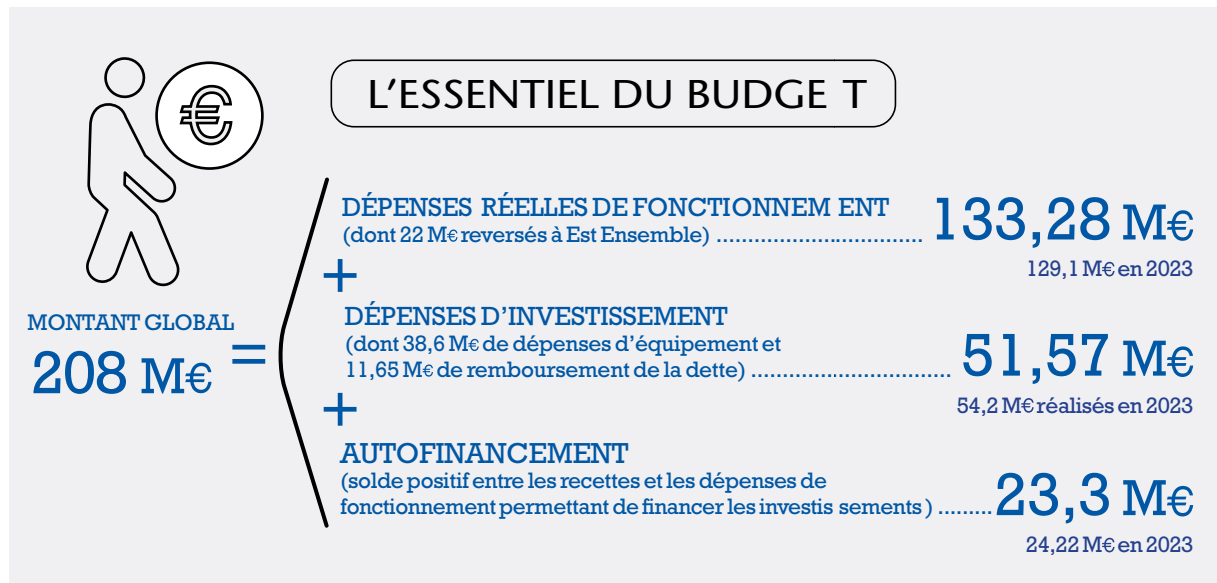 L'ESSENTIEL DU BUDGE T
DÉPENSES RÉELLES DE FONCTIONNEM ENT
(dont 22 M€ reversés à Est Ensemble) ................................. 133,28 M€
129,1 M€ en 2023
+
MONTANT GLOBAL
208 M€ =
DÉPENSES D'INVESTISSEMENT
(dont 38,6 M€ de dépenses d'équipement et
11,65 M€ de remboursement de la dette) ................................ 51,57 M€
54,2 M€ réalisés en 2023
+
AUTOFINANCEMENT
(solde positif entre les recettes et les dépenses de
fonctionnement permettant de financer les investis sements ) ......... 23,3 M€
24,22 M€ en 2023